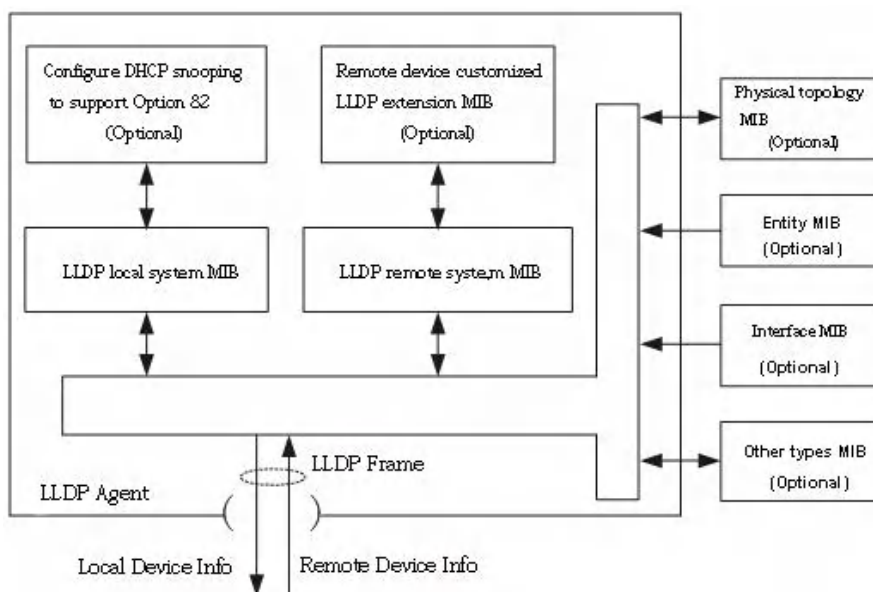 Configure DHCP snooping
to support Option 82
(Optional)
Remote device customized
LLDP extension MIB
(Optional)
Physical topology
MIB
(Optional)
LLDP local system MIB
LLDP remote syste,m MIB
Entity MIB
(Optional)
Interface MIB
(Optional)
Other types MIB
(Optional)
LLDP Frame
LLDP Agent
Local Device Info
Remote Device Info